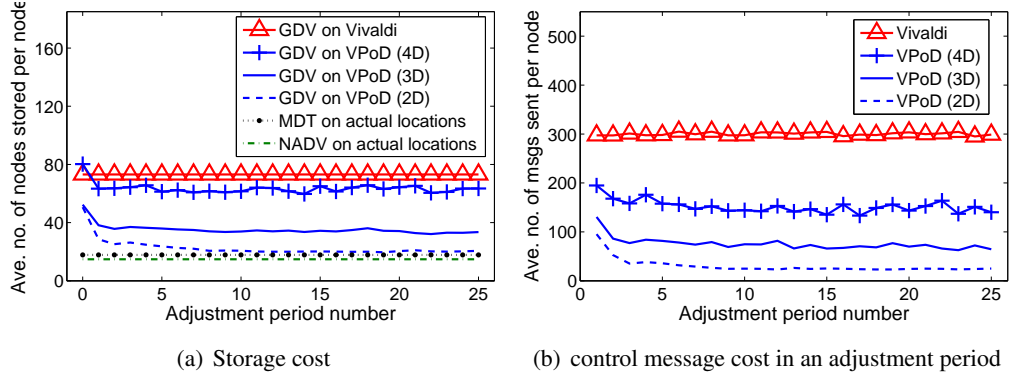 Ave. no. of nodes stored per node
160
120
80
40
0
0
5
10
15
20
25
Adjustment period number
GDV on Vivaldi
GDV on VPoD (4D)
GDV on VPoD (3D)
GDV on VPoD (2D)
MDT on actual locations
NADV on actual locations
(a) Storage cost
Ave. no. of msgs sent per node
500
400
300
200
100
0
0
5
10
15
20
25
Adjustment period number
Vivaldi
VPoD (4D)
VPoD (3D)
VPoD (2D)
(b) control message cost in an adjustment period